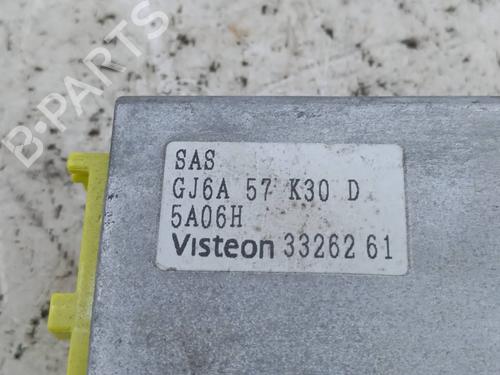 B-PARTS
SAS
GJ6A 57 K30 D
5A06H
Visteon 33262 61